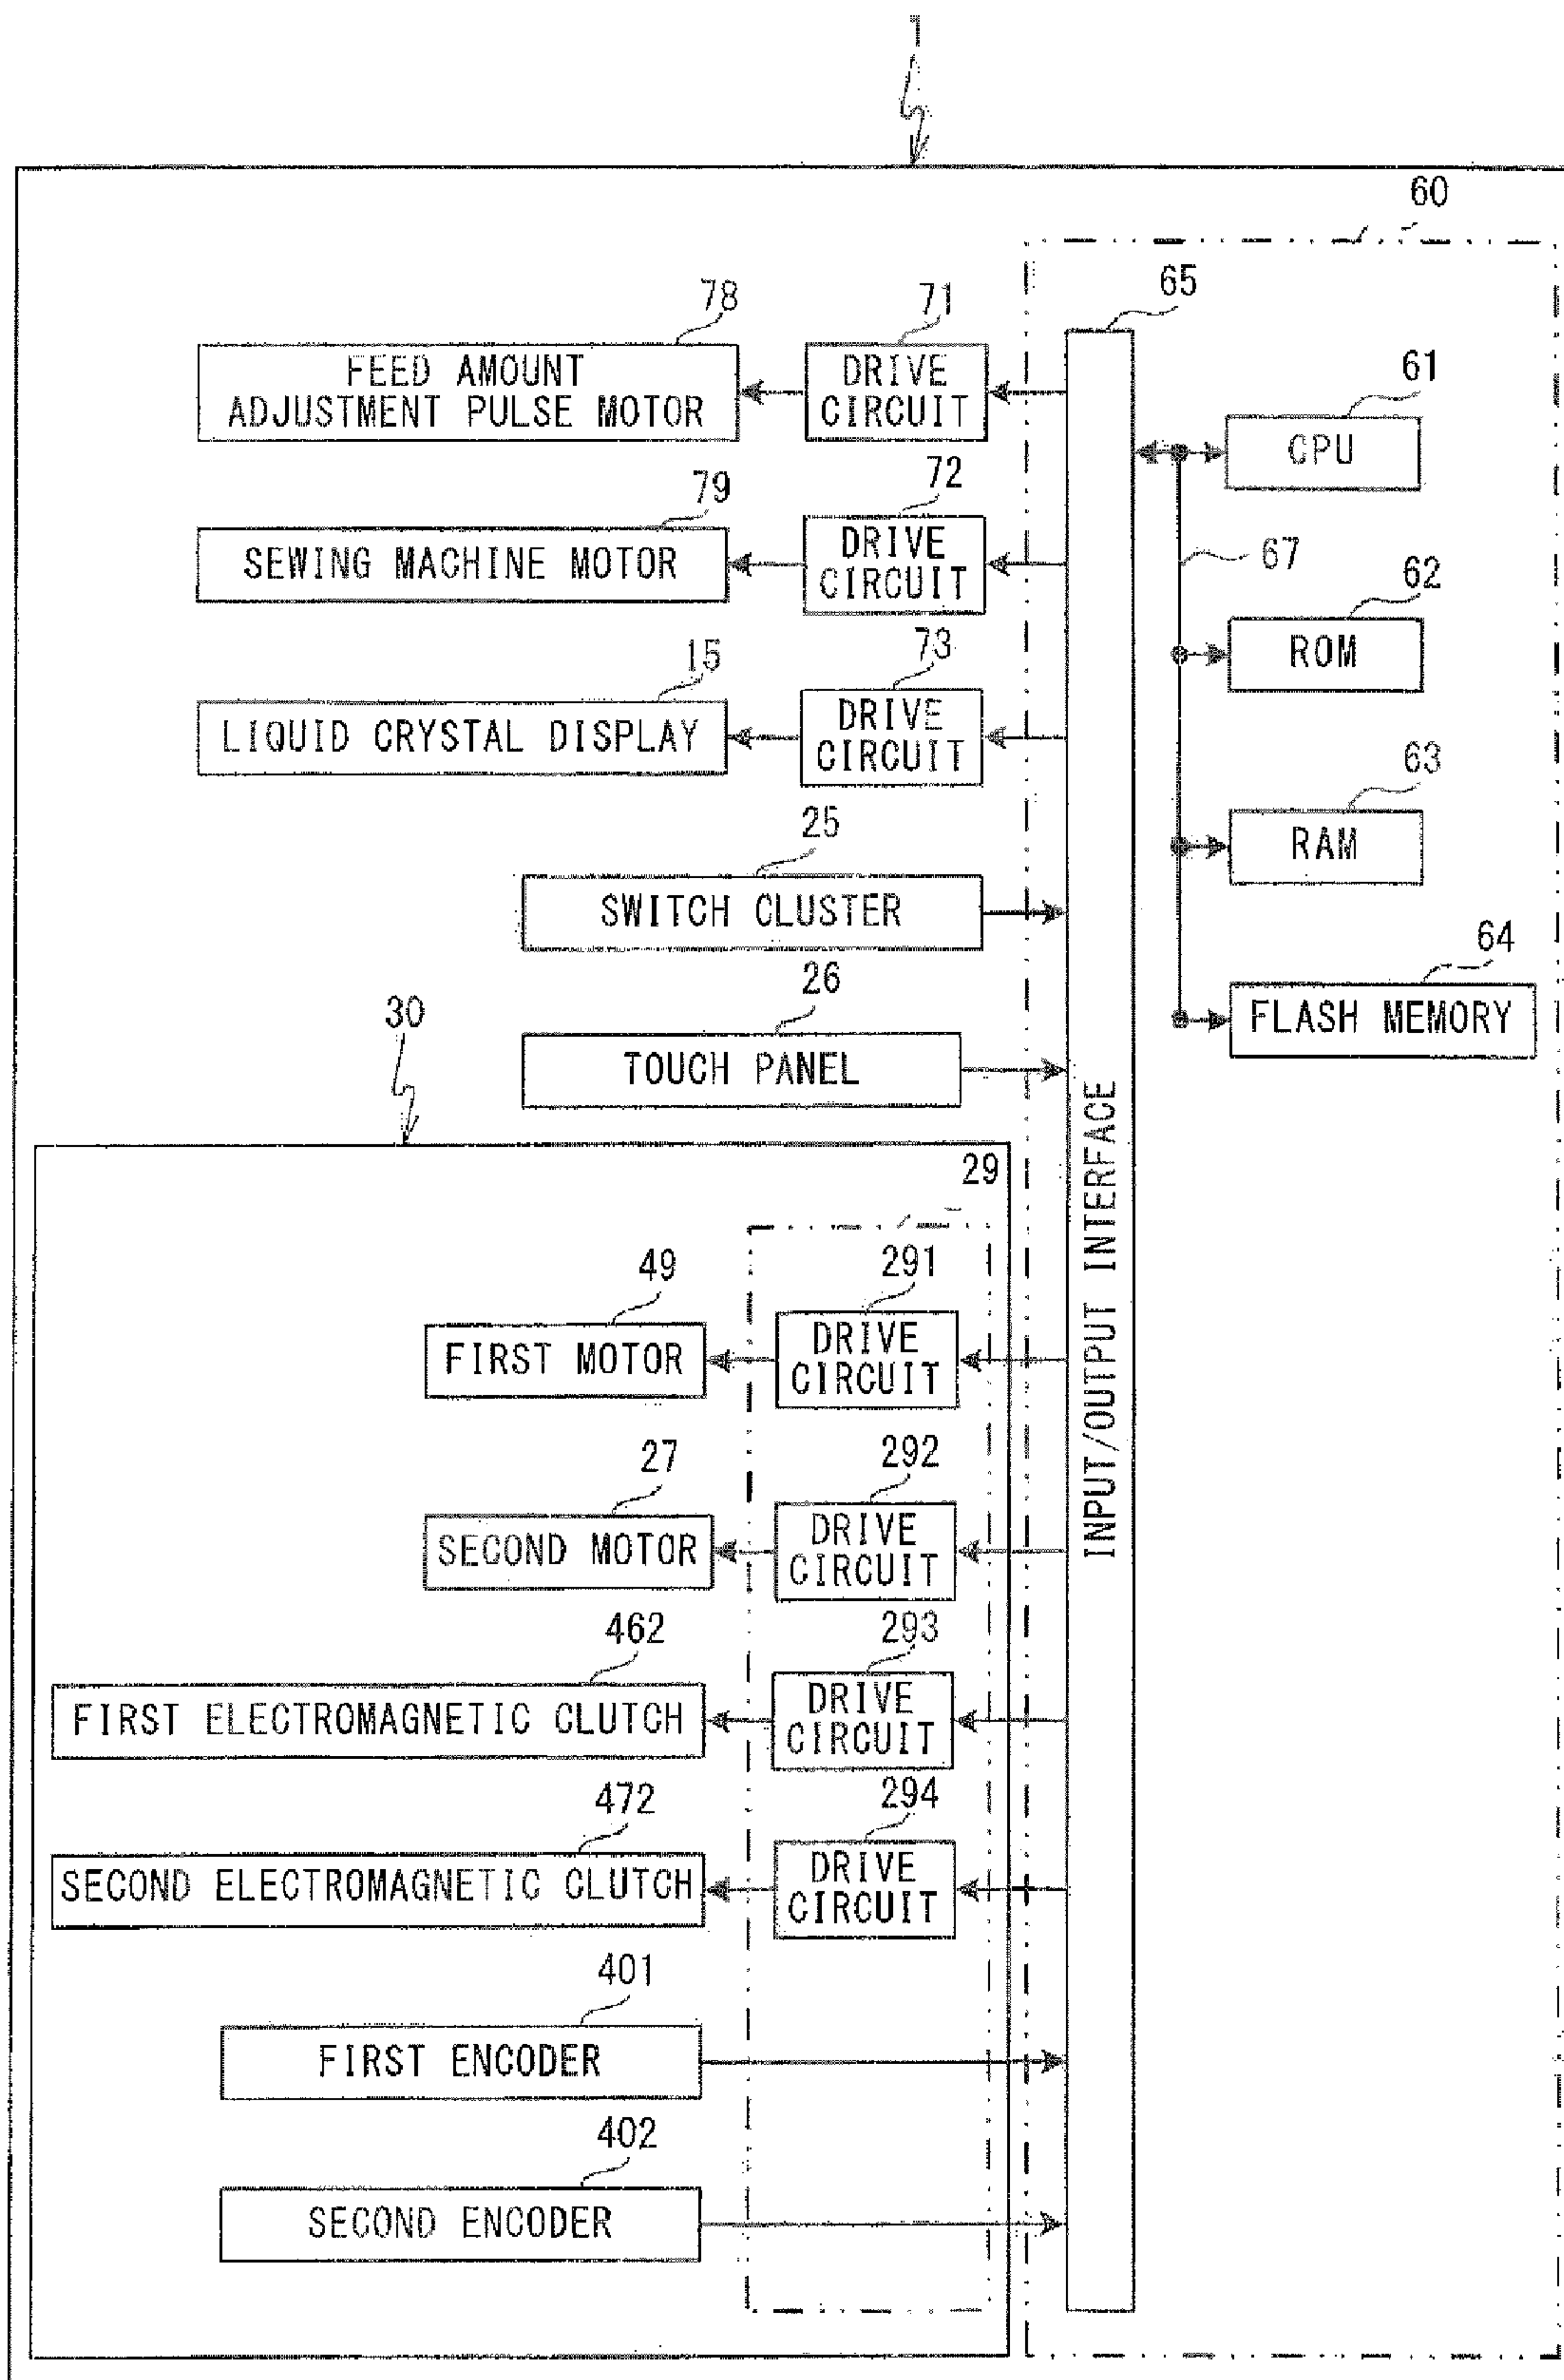 1
60
65
78
FEED AMOUNT
ADJUSTMENT PULSE MOTOR
71
DRIVE
CIRCUIT
61
CPU
79
SEWING MACHINE MOTOR
72
DRIVE
CIRCUIT
67
62
ROM
15
LIQUID CRYSTAL DISPLAY
73
DRIVE
CIRCUIT
63
RAM
25
SWITCH CLUSTER
64
FLASH MEMORY
26
TOUCH PANEL
30
INPUT/OUTPUT INTERFACE
29
49
FIRST MOTOR
291
DRIVE
CIRCUIT
27
SECOND MOTOR
292
DRIVE
CIRCUIT
462
FIRST ELECTROMAGNETIC CLUTCH
293
DRIVE
CIRCUIT
472
SECOND ELECTROMAGNETIC CLUTCH
294
DRIVE
CIRCUIT
401
FIRST ENCODER
402
SECOND ENCODER